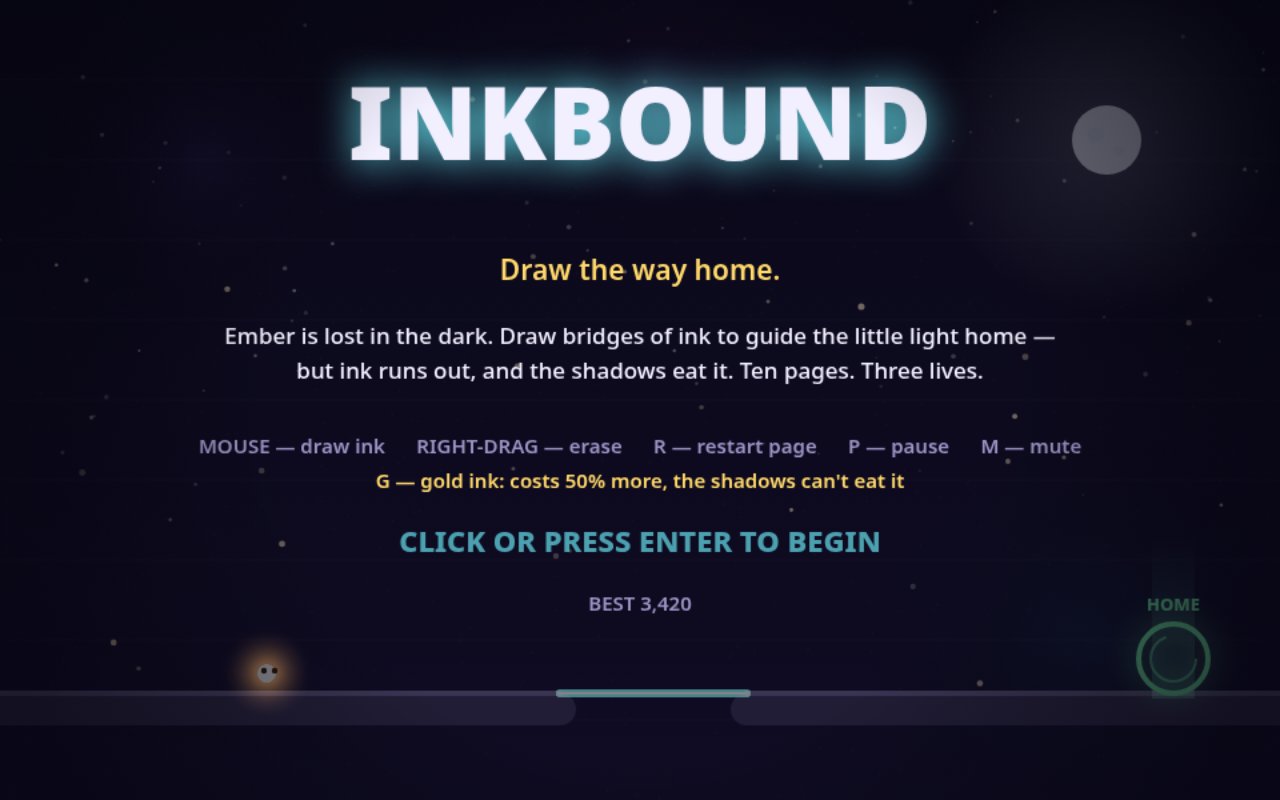 INKBOUND
Draw the way home.
Ember is lost in the dark. Draw bridges of ink to guide the little light home —
but ink runs out, and the shadows eat it. Ten pages. Three lives.
MOUSE — draw ink RIGHT-DRAG — erase R — restart page P — pause M — mute
G — gold ink: costs 50% more, the shadows can't eat it
CLICK OR PRESS ENTER TO BEGIN
BEST 3,420
HOME